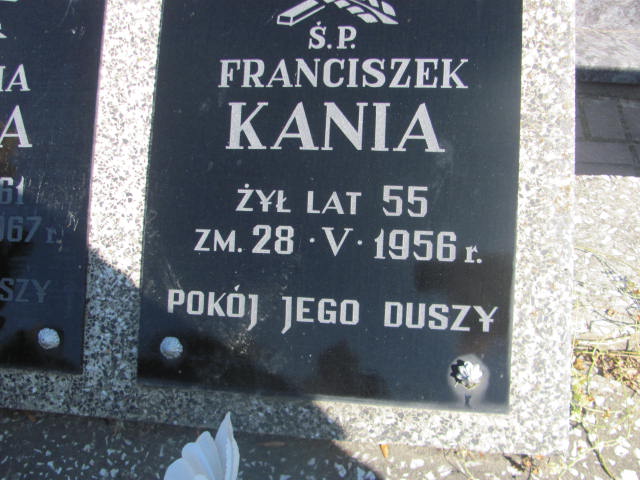 Ś.P.
FRANCISZEK
KANIA
ŻYŁ LAT 55
ZM. 28·V·1956 r.
POKÓJ JEGO DUSZY